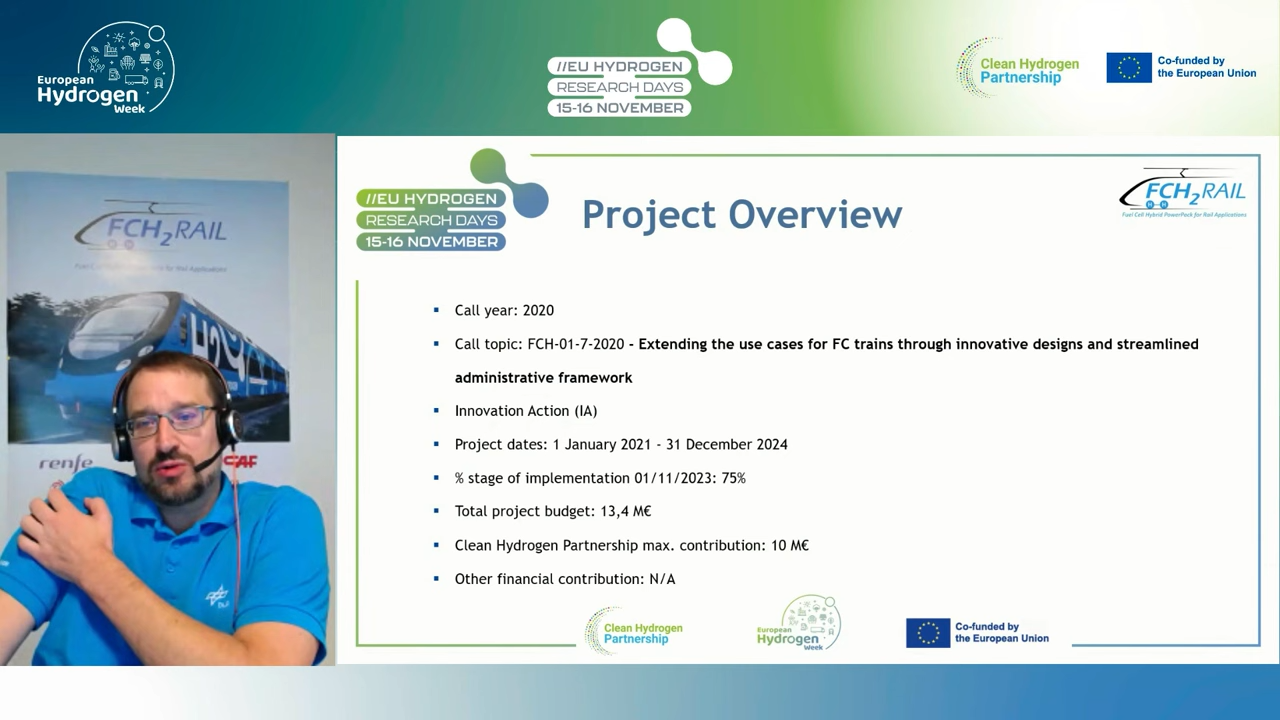 European
Hydrogen
Week
//EU HYDROGEN
RESEARCH DAYS
15-16 NOVEMBER
Clean Hydrogen
Partnership
Co-funded by
the European Union
FCH2RAIL
renfe
CAF
DLR
//EU HYDROGEN
RESEARCH DAYS
15-16 NOVEMBER
Project Overview
FCH2RAIL
Fuel Cell Hybrid PowerPack for Rail Applications
▪ Call year: 2020
▪ Call topic: FCH-01-7-2020 - Extending the use cases for FC trains through innovative designs and streamlined
administrative framework
▪ Innovation Action (IA)
▪ Project dates: 1 January 2021 - 31 December 2024
▪ % stage of implementation 01/11/2023: 75%
▪ Total project budget: 13,4 M€
▪ Clean Hydrogen Partnership max. contribution: 10 M€
▪ Other financial contribution: N/A
Clean Hydrogen
Partnership
European
Hydrogen
Week
Co-funded by
the European Union